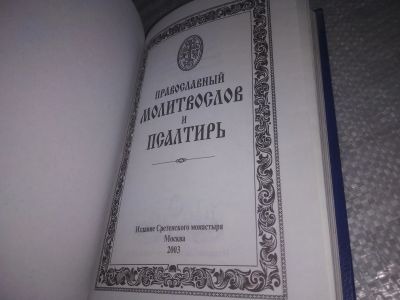 ПРАВОСЛАВНЫЙ
МОЛИТВОСЛОВ
И
ПСАЛТИРЬ
Издание Сретенского монастыря
Москва
2003